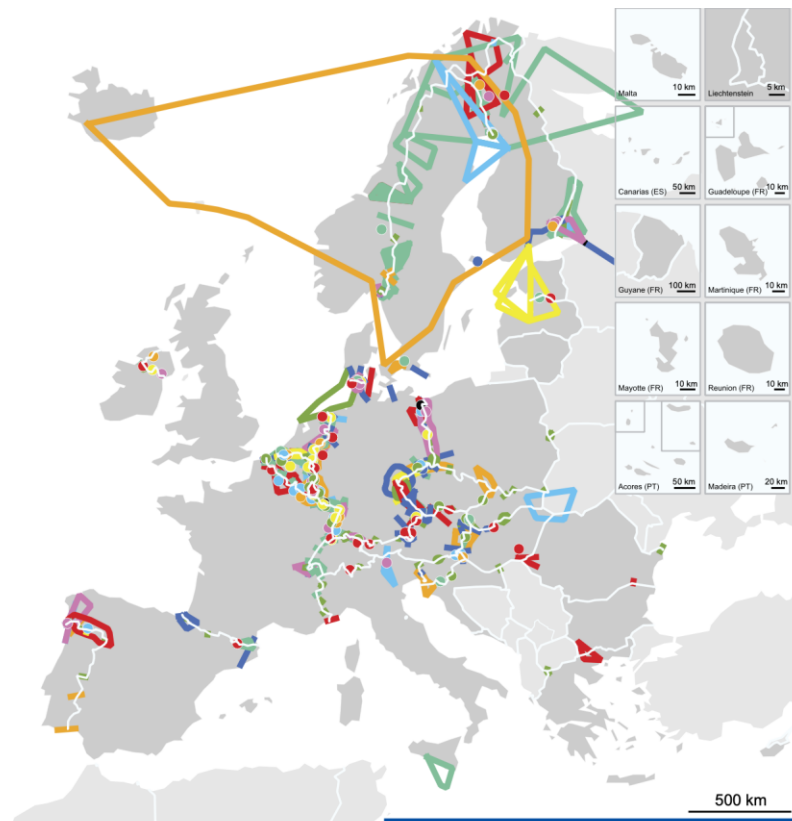 Malta
10 km
Liechtenstein
5 km
Canarias (ES)
50 km
Guadeloupe (FR)
10 km
Guyane (FR)
100 km
Martinique (FR)
10 km
Mayotte (FR)
10 km
Reunion (FR)
10 km
Acores (PT)
50 km
Madeira (PT)
20 km
500 km